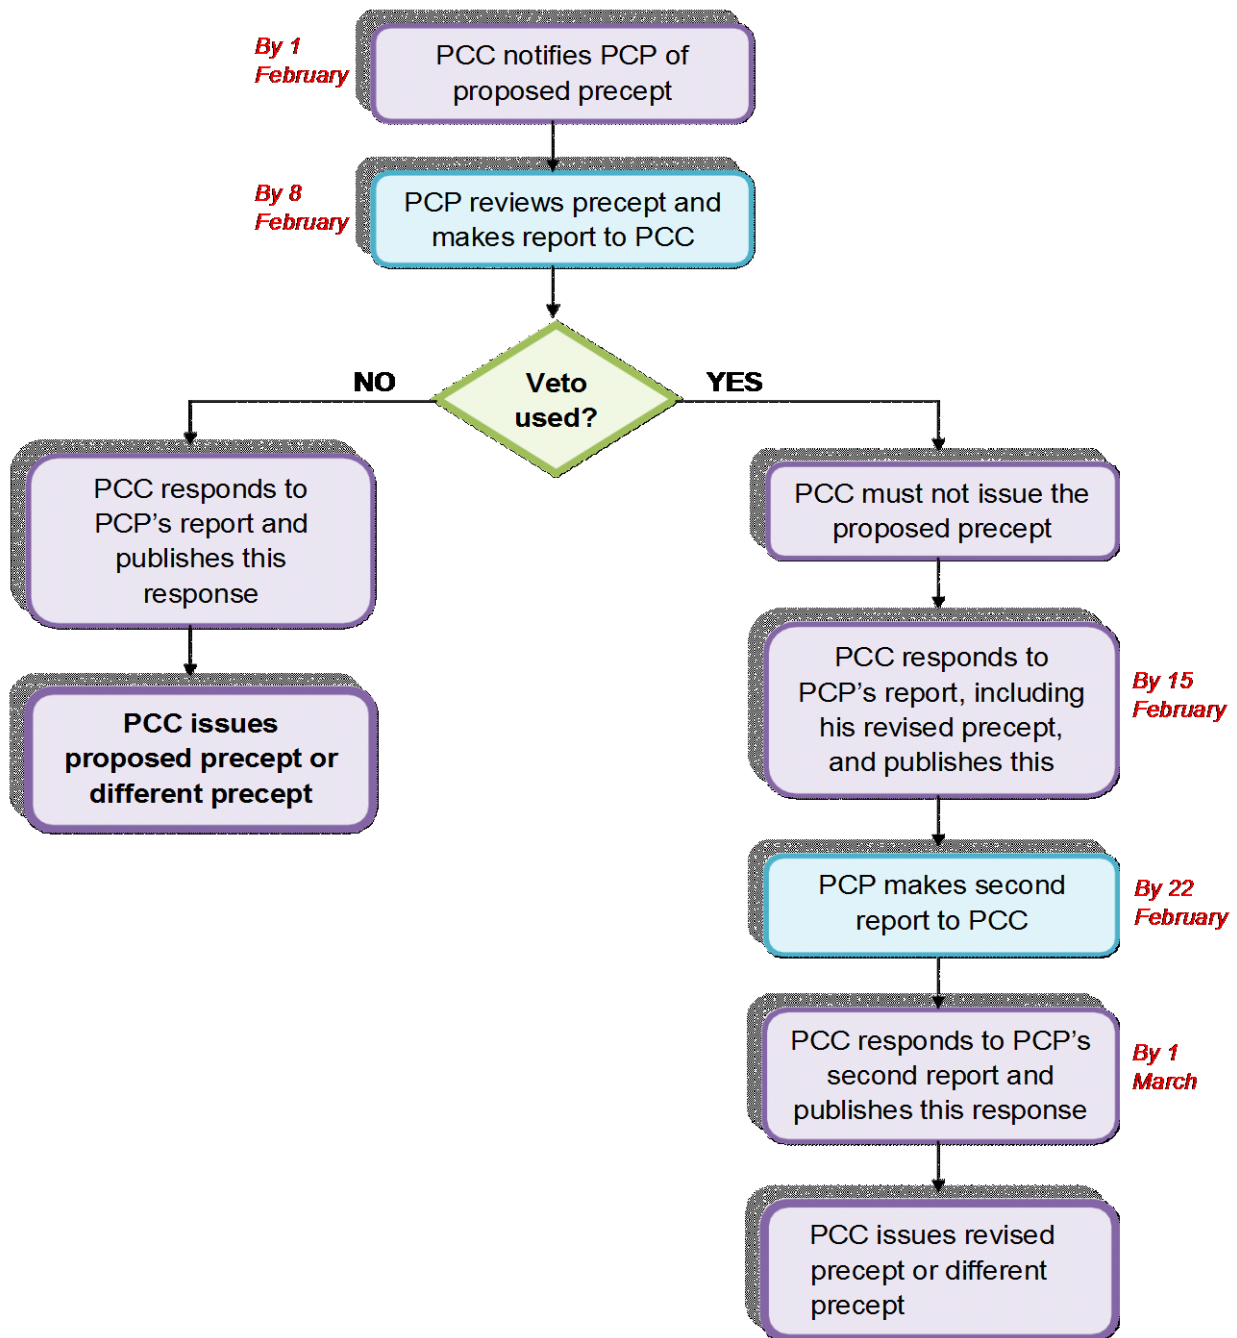 By 1
February
PCC notifies PCP of
proposed precept
By 8
February
PCP reviews precept and
makes report to PCC
Veto
used?
NO
PCC responds to
PCP’s report and
publishes this
response
PCC issues
proposed precept or
different precept
YES
PCC must not issue the
proposed precept
PCC responds to
PCP’s report, including
his revised precept,
and publishes this
By 15
February
PCP makes second
report to PCC
By 22
February
PCC responds to PCP’s
second report and
publishes this response
By 1
March
PCC issues revised
precept or different
precept